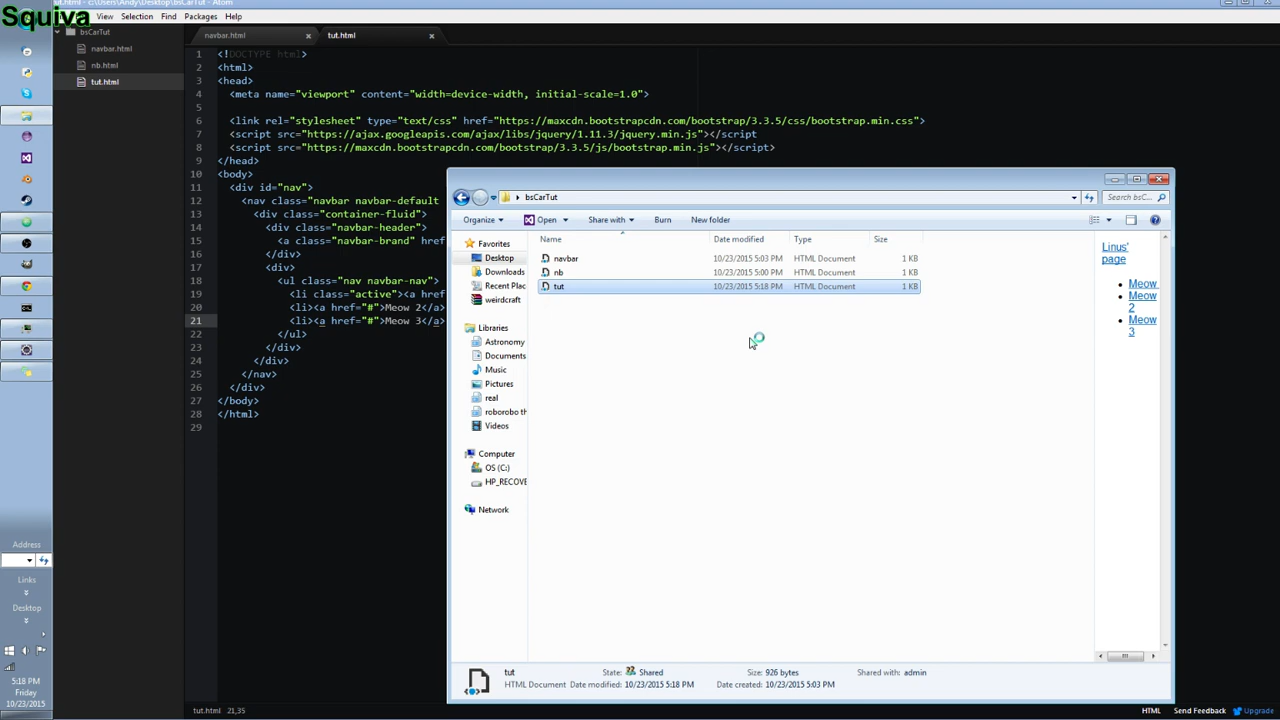 tut.html - c:\Users\Andy\Desktop\bsCarTut - Atom
Squiva
View Selection Find Packages Help
bsCarTut
navbar.html
nb.html
tut.html
navbar.html
tut.html
1 <!DOCTYPE html>
2 <html>
3 <head>
4 <meta name="viewport" content="width=device-width, initial-scale=1.0">
5
6 <link rel="stylesheet" type="text/css" href="https://maxcdn.bootstrapcdn.com/bootstrap/3.3.5/css/bootstrap.min.css">
7 <script src="https://ajax.googleapis.com/ajax/libs/jquery/1.11.3/jquery.min.js"></script
8 <script src="https://maxcdn.bootstrapcdn.com/bootstrap/3.3.5/js/bootstrap.min.js"></script>
9 </head>
10 <body>
11 <div id="nav">
12 <nav class="navbar navbar-default
13 <div class="container-fluid">
14 <div class="navbar-header">
15 <a class="navbar-brand" href
16 </div>
17 <div>
18 <ul class="nav navbar-nav">
19 <li class="active"><a href
20 <li><a href="#">Meow 2</a>
21 <li><a href="#">Meow 3</a>
22 </ul>
23 </div>
24 </div>
25 </nav>
26 </div>
27 </body>
28 </html>
29
bsCarTut
Search bsC...
Organize
Open
Share with
Burn
New folder
Name
Date modified
Type
Size
navbar 10/23/2015 5:03 PM HTML Document 1 KB
nb 10/23/2015 5:00 PM HTML Document 1 KB
tut 10/23/2015 5:18 PM HTML Document 1 KB
Favorites
Desktop
Downloads
Recent Plac
weirdcraft
Libraries
Astronomy
Documents
Music
Pictures
real
roborobo th
Videos
Computer
OS (C:)
HP_RECOVE
Network
Linus'
page
Meow
Meow
2
Meow
3
tut
State: Shared
Size: 926 bytes
Shared with: admin
HTML Document
Date modified: 10/23/2015 5:18 PM
Date created: 10/23/2015 5:03 PM
Address
Links
Desktop
5:18 PM
Friday
10/23/2015
tut.html 21,35
HTML
Send Feedback
Upgrade